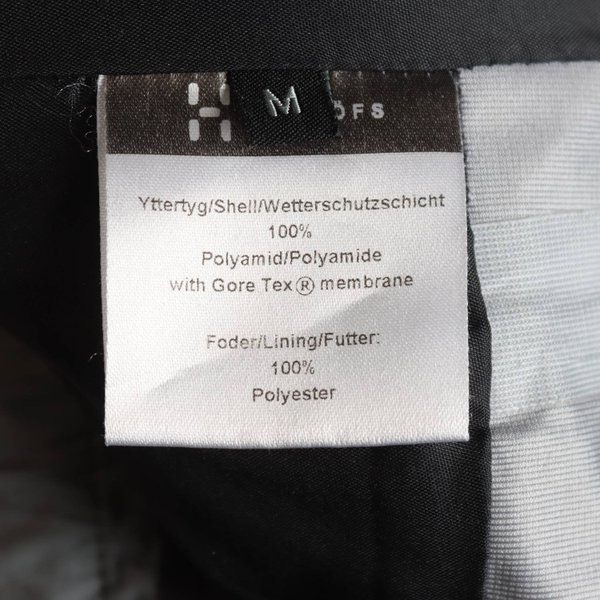 M
ÖFS
Yttertyg/Shell/Wetterschutzschicht
100%
Polyamid/Polyamide
with Gore Tex® membrane
Foder/Lining/Futter:
100%
Polyester